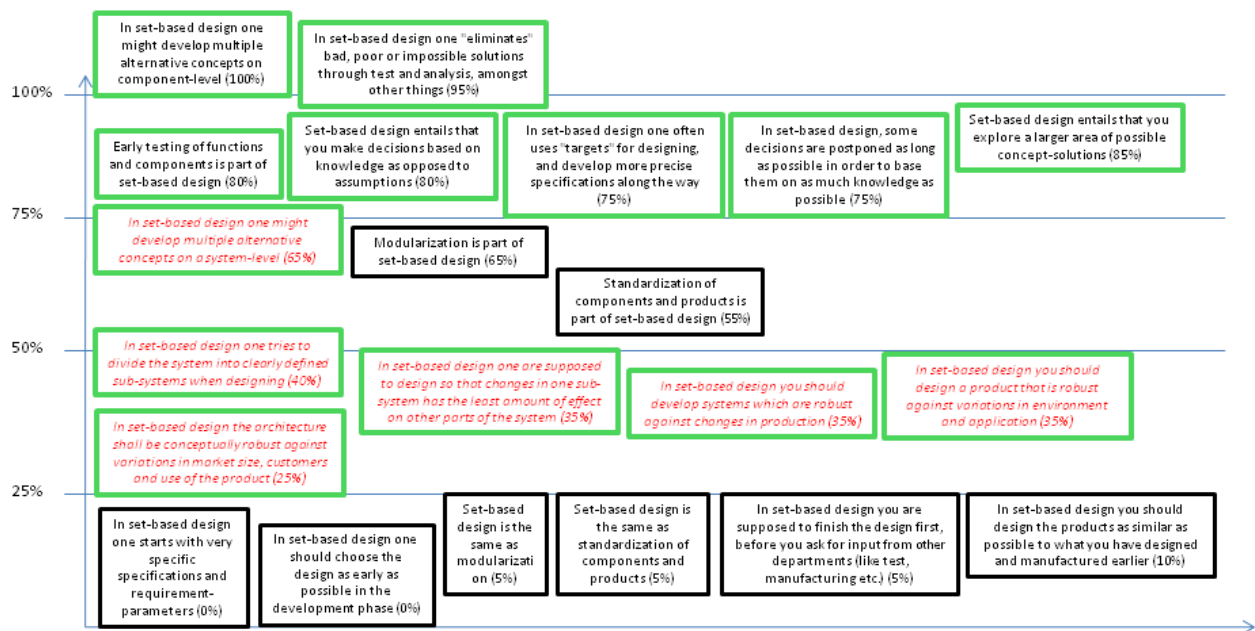 In set-based design one
might develop multiple
alternative concepts on
component-level (100%)
In set-based design one "eliminates"
bad, poor or impossible solutions
through test and analysis, amongst
other things (95%)
100%
Early testing of functions
and components is part of
set-based design (80%)
Set-based design entails that
you make decisions based on
knowledge as opposed to
assumptions (80%)
In set-based design one often
uses "targets" for designing,
and develop more precise
specifications along the way
(75%)
In set-based design, some
decisions are postponed as long
as possible in order to base
them on as much knowledge as
possible (75%)
Set-based design entails that you
explore a larger area of possible
concept-solutions (85%)
75%
In set-based design one might
develop multiple alternative
concepts on a system-level (65%)
Modularization is part of
set-based design (65%)
Standardization of
components and products is
part of set-based design (55%)
50%
In set-based design one tries to
divide the system into clearly defined
sub-systems when designing (40%)
In set-based design one are supposed
to design so that changes in one sub-
system has the least amount of effect
on other parts of the system (35%)
In set-based design you should
develop systems which are robust
against changes in production (35%)
In set-based design you should
design a product that is robust
against variations in environment
and application (35%)
In set-based design the architecture
shall be conceptually robust against
variations in market size, customers
and use of the product (25%)
25%
In set-based design
one starts with very
specific
specifications and
requirement-
parameters (0%)
In set-based design one
should choose the
design as early as
possible in the
development phase (0%)
Set-based
design is the
same as
modularizati
on (5%)
Set-based design is
the same as
standardization of
components and
products (5%)
In set-based design you are
supposed to finish the design first,
before you ask for input from other
departments (like test,
manufacturing etc.) (5%)
In set-based design you should
design the products as similar as
possible to what you have designed
and manufactured earlier (10%)